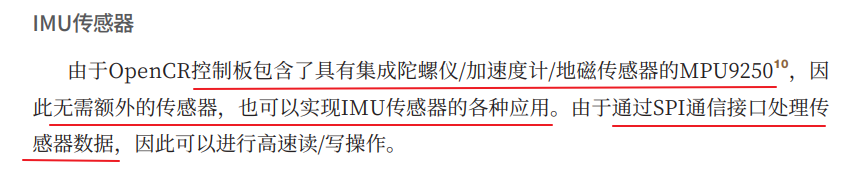 IMU传感器
由于OpenCR控制板包含了具有集成陀螺仪/加速度计/地磁传感器的MPU9250¹⁰，因
此无需额外的传感器，也可以实现IMU传感器的各种应用。由于通过SPI通信接口处理传
感器数据，因此可以进行高速读/写操作。